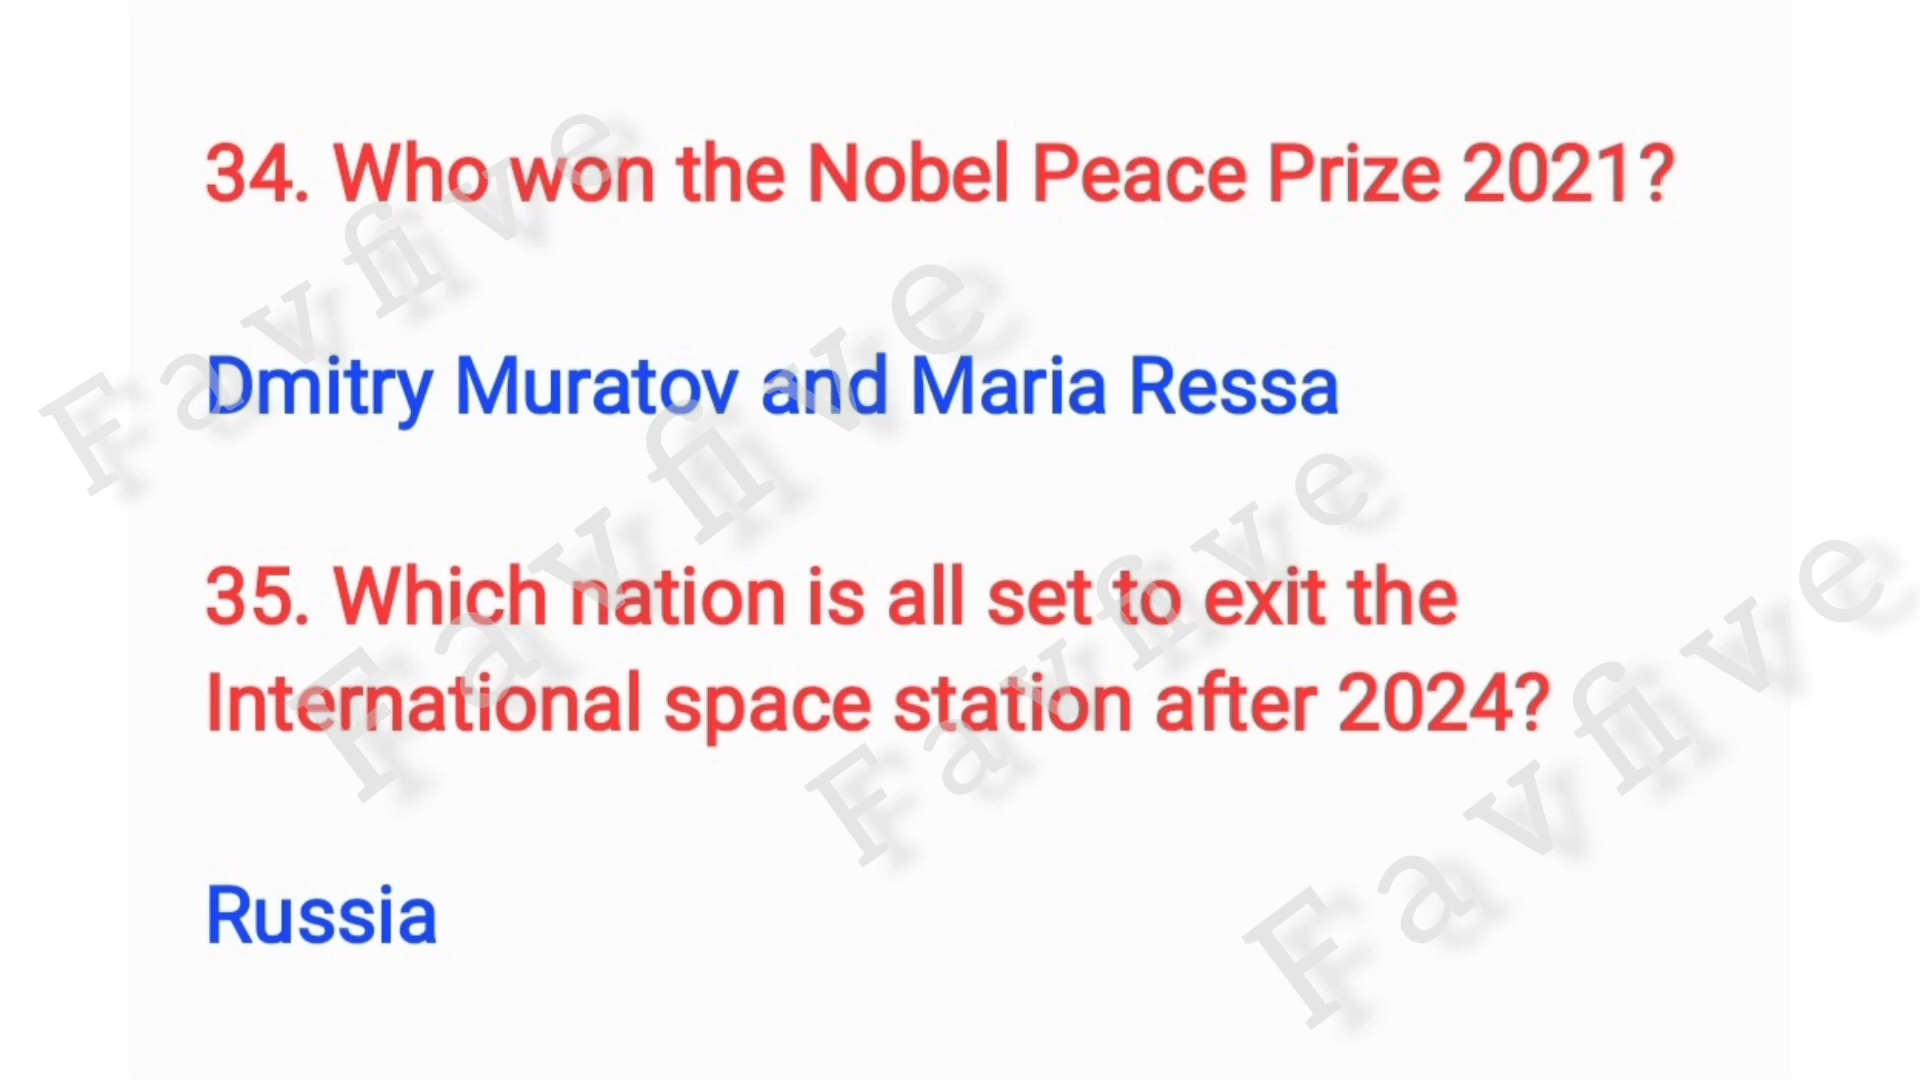 34. Who won the Nobel Peace Prize 2021?
Dmitry Muratov and Maria Ressa
35. Which nation is all set to exit the
International space station after 2024?
Russia
Favfive
Favfive
Favfive
Favfive